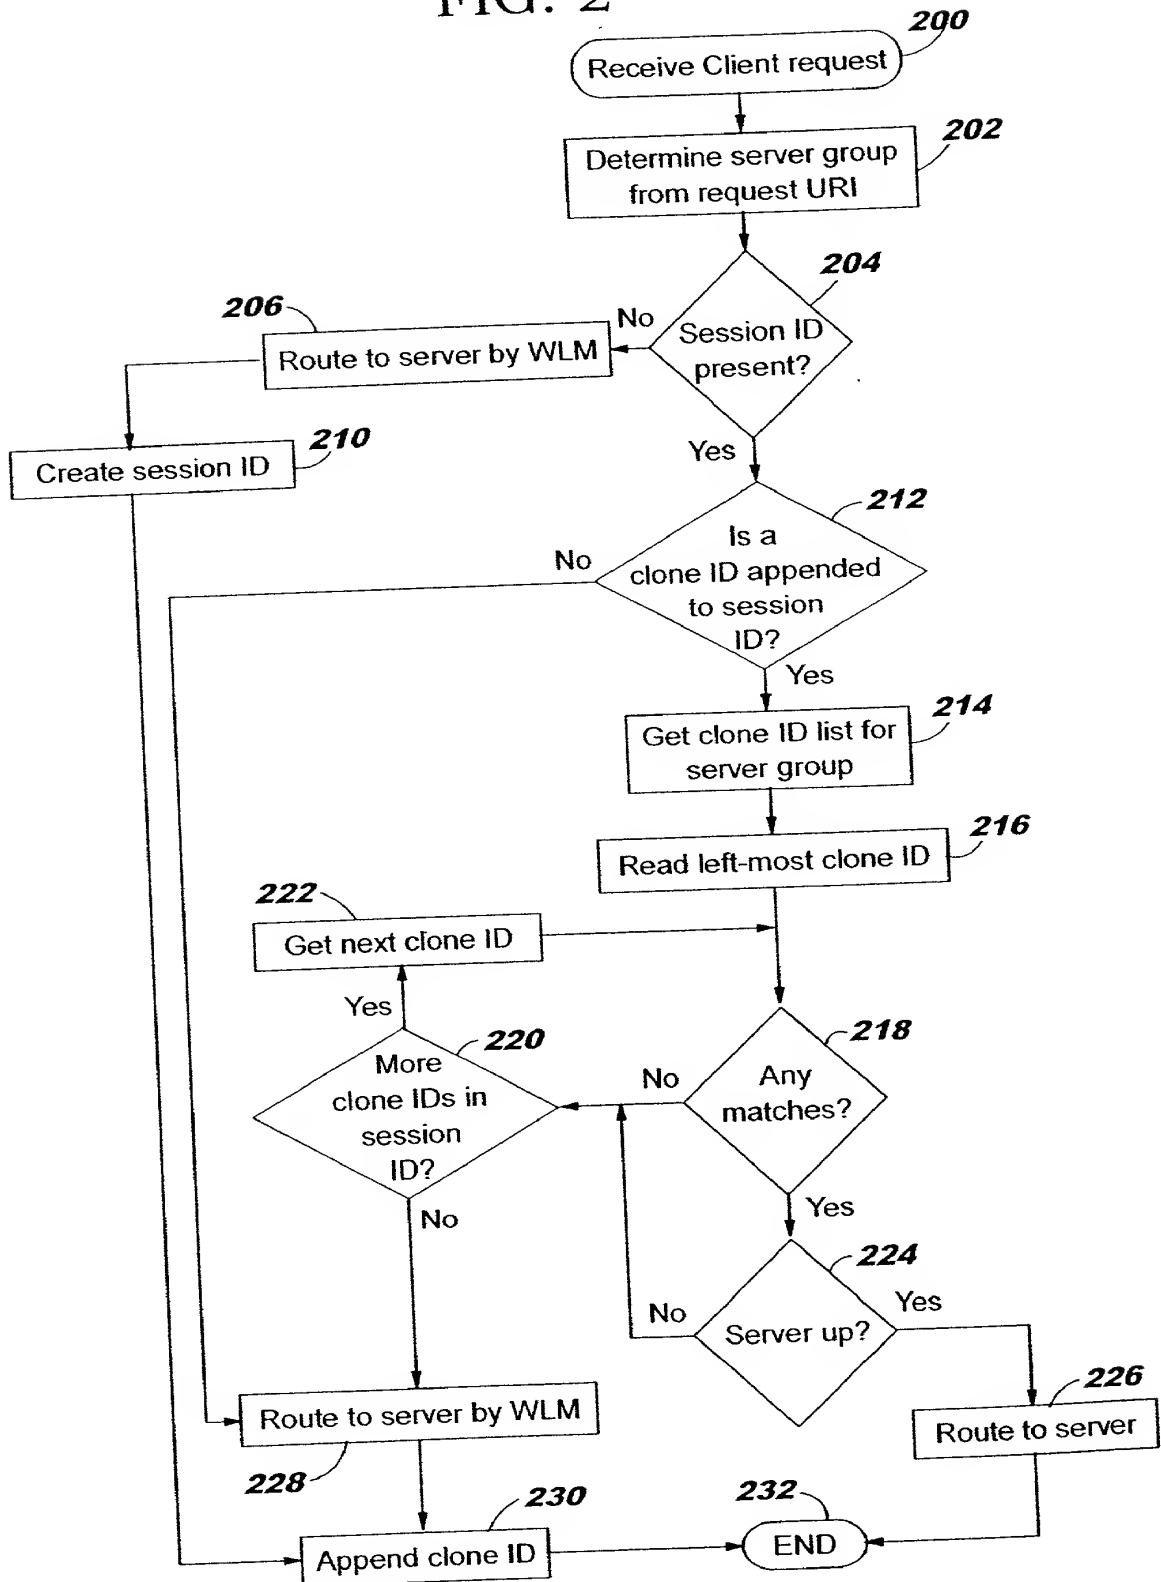 FIG. 2
200
Receive Client request
202
Determine server group
from request URI
204
Session ID
present?
No
206
Route to server by WLM
210
Create session ID
Yes
212
Is a
clone ID appended
to session
ID?
No
Yes
214
Get clone ID list for
server group
216
Read left-most clone ID
222
Get next clone ID
Yes
220
More
clone IDs in
session
ID?
No
218
Any
matches?
No
Yes
224
Server up?
No
Yes
226
Route to server
Route to server by WLM
228
230
Append clone ID
232
END